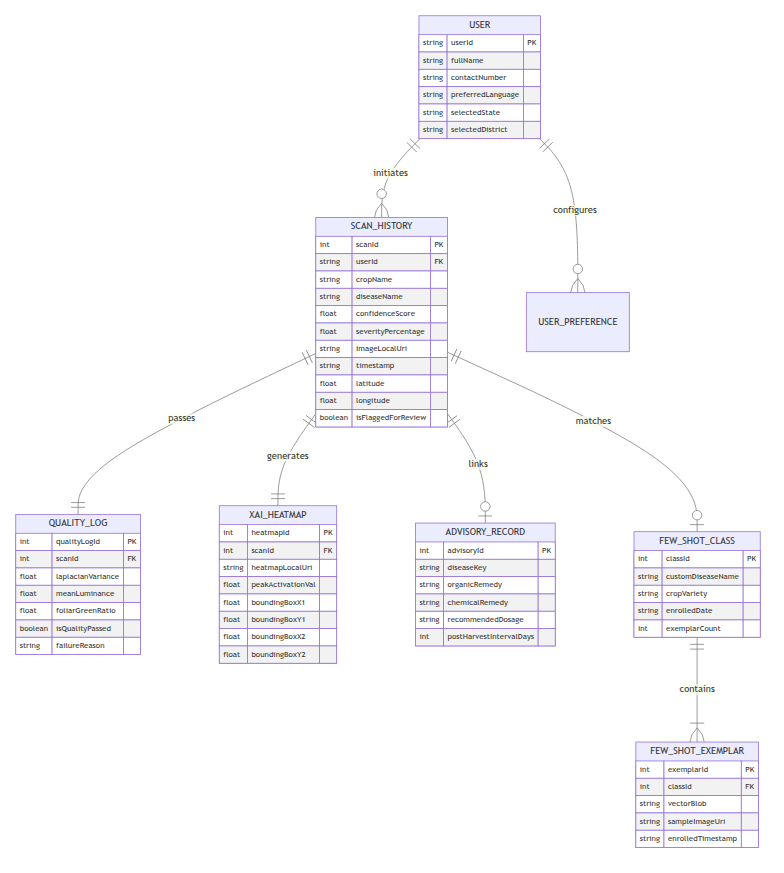 USER
string userId PK
string fullName
string contactNumber
string preferredLanguage
string selectedState
string selectedDistrict
initiates
configures
SCAN_HISTORY
int scanId PK
string userId FK
string cropName
string diseaseName
float confidenceScore
float severityPercentage
string imageLocalUri
string timestamp
float latitude
float longitude
boolean isFlaggedForReview
USER_PREFERENCE
passes
generates
links
matches
QUALITY_LOG
int qualityLogId PK
int scanId FK
float laplacianVariance
float meanLuminance
float foliarGreenRatio
boolean isQualityPassed
string failureReason
XAI_HEATMAP
int heatmapId PK
int scanId FK
string heatmapLocalUri
float peakActivationVal
float boundingBoxX1
float boundingBoxY1
float boundingBoxX2
float boundingBoxY2
ADVISORY_RECORD
int advisoryId PK
string diseaseKey
string organicRemedy
string chemicalRemedy
string recommendedDosage
int postHarvestIntervalDays
FEW_SHOT_CLASS
int classId PK
string customDiseaseName
string cropVariety
string enrolledDate
int exemplarCount
contains
FEW_SHOT_EXEMPLAR
int exemplarId PK
int classId FK
string vectorBlob
string sampleImageUri
string enrolledTimestamp